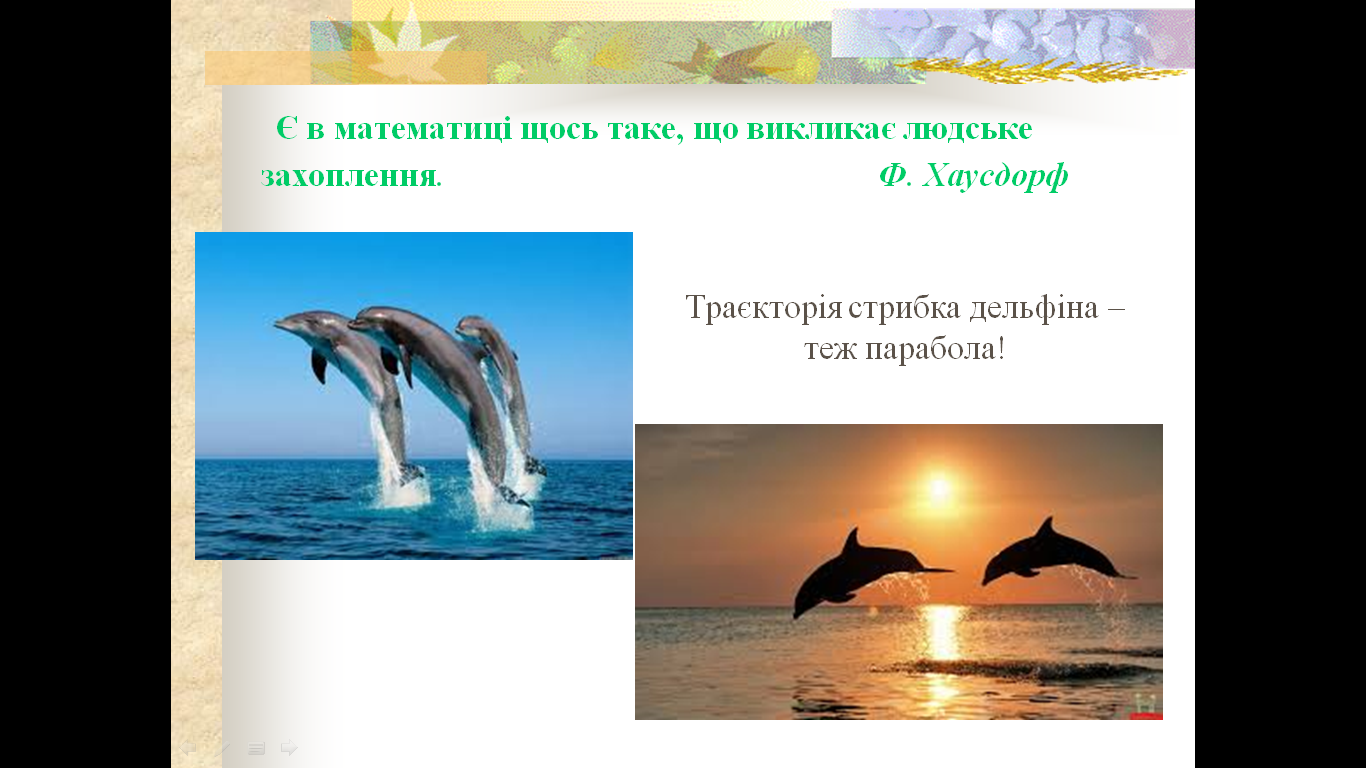 Є в математиці щось таке, що викликає людське
захоплення. Ф. Хаусдорф
Траєкторія стрибка дельфіна –
теж парабола!